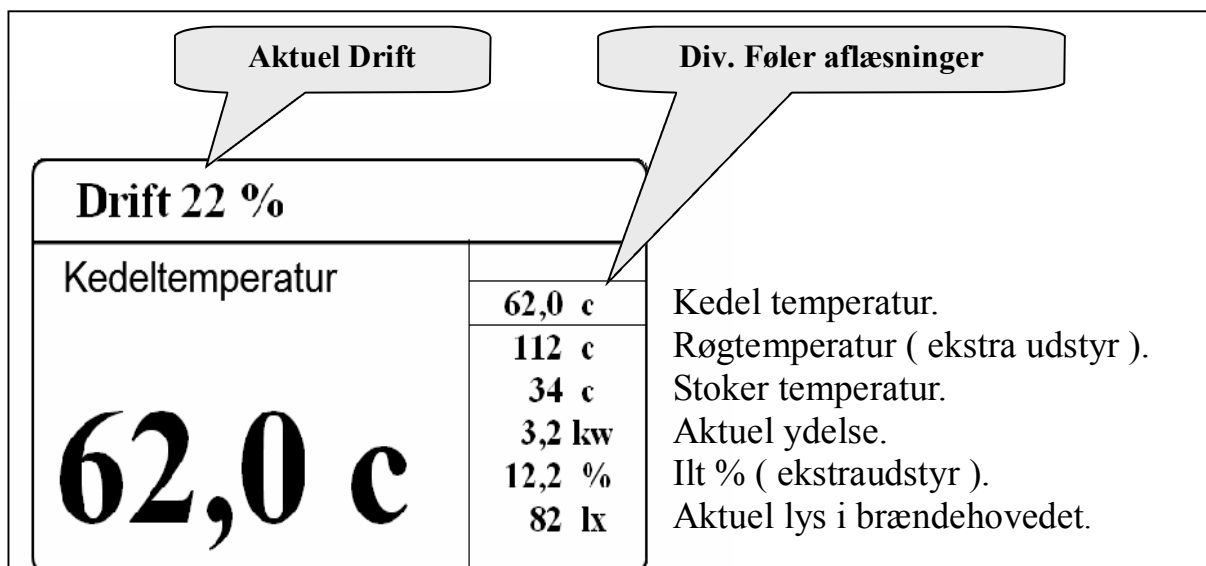 Aktuel Drift
Div. Føler aflæsninger
Drift 22 %
Kedeltemperatur
62,0 c
62,0 c Kedel temperatur.
112 c Røgtemperatur ( ekstra udstyr ).
34 c Stoker temperatur.
3,2 kw Aktuel ydelse.
12,2 % Ilt % ( ekstraudstyr ).
82 lx Aktuel lys i brændehovedet.